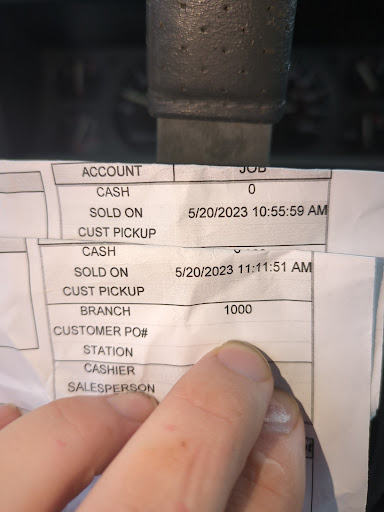 ACCOUNT JOB
CASH 0
SOLD ON 5/20/2023 10:55:59 AM
CUST PICKUP
CASH
SOLD ON 5/20/2023 11:11:51 AM
CUST PICKUP
BRANCH 1000
CUSTOMER PO#
STATION
CASHIER
SALESPERSON